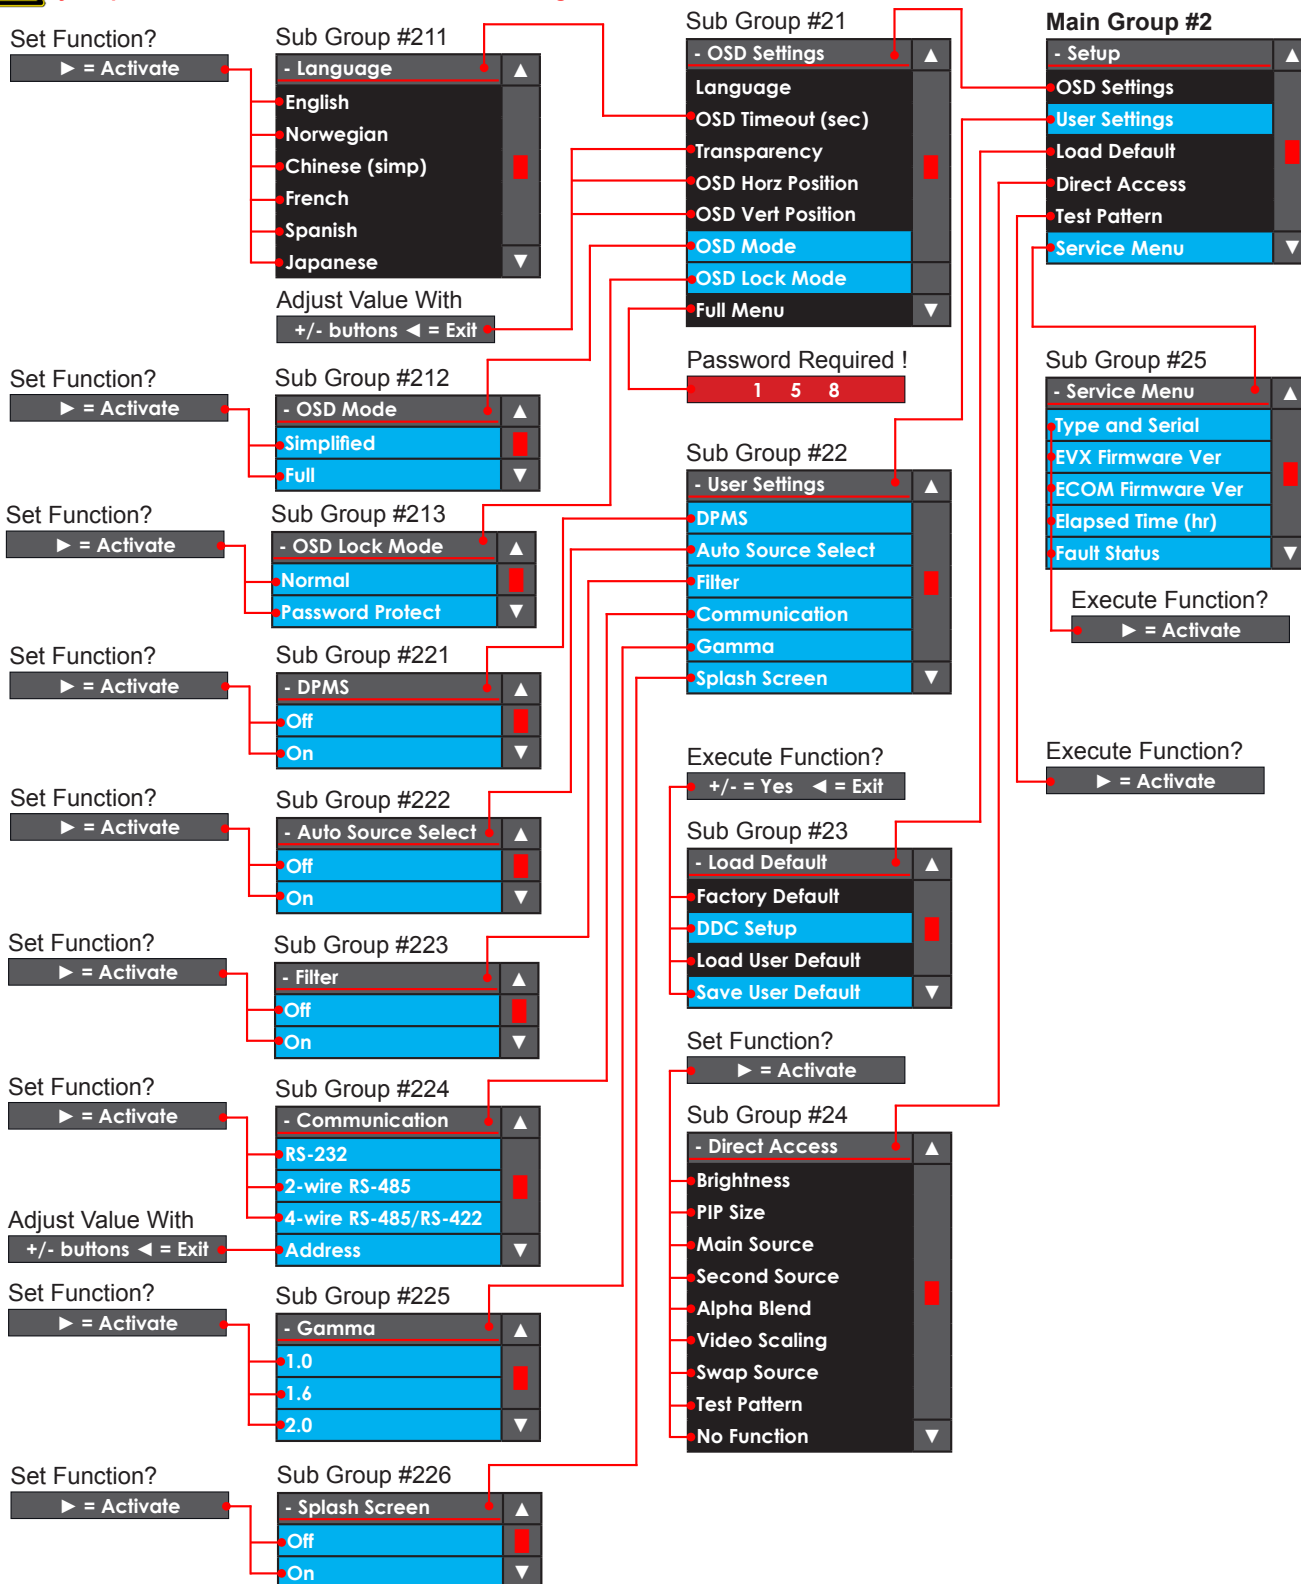 Set Function?
► = Activate
Sub Group #211
- Language ▲
English
Norwegian
Chinese (simp)
French
Spanish
Japanese ▼
Adjust Value With
+/- buttons ◄ = Exit
Set Function?
► = Activate
Sub Group #212
- OSD Mode ▲
Simplified
Full ▼
Set Function?
► = Activate
Sub Group #213
- OSD Lock Mode ▲
Normal
Password Protect ▼
Set Function?
► = Activate
Sub Group #221
- DPMS ▲
Off
On ▼
Set Function?
► = Activate
Sub Group #222
- Auto Source Select ▲
Off
On ▼
Set Function?
► = Activate
Sub Group #223
- Filter ▲
Off
On ▼
Set Function?
► = Activate
Sub Group #224
- Communication ▲
RS-232
2-wire RS-485
4-wire RS-485/RS-422
Address ▼
Adjust Value With
+/- buttons ◄ = Exit
Set Function?
► = Activate
Sub Group #225
- Gamma ▲
1.0
1.6
2.0 ▼
Set Function?
► = Activate
Sub Group #226
- Splash Screen ▲
Off
On ▼
Sub Group #21
- OSD Settings ▲
Language
OSD Timeout (sec)
Transparency
OSD Horz Position
OSD Vert Position
OSD Mode
OSD Lock Mode
Full Menu ▼
Password Required !
1 5 8
Sub Group #22
- User Settings ▲
DPMS
Auto Source Select
Filter
Communication
Gamma
Splash Screen ▼
Execute Function?
+/- = Yes ◄ = Exit
Sub Group #23
- Load Default ▲
Factory Default
DDC Setup
Load User Default
Save User Default ▼
Set Function?
► = Activate
Sub Group #24
- Direct Access ▲
Brightness
PIP Size
Main Source
Second Source
Alpha Blend
Video Scaling
Swap Source
Test Pattern
No Function ▼
Main Group #2
- Setup ▲
OSD Settings
User Settings
Load Default
Direct Access
Test Pattern
Service Menu ▼
Sub Group #25
- Service Menu ▲
Type and Serial
EVX Firmware Ver
ECOM Firmware Ver
Elapsed Time (hr)
Fault Status ▼
Execute Function?
► = Activate
Execute Function?
► = Activate